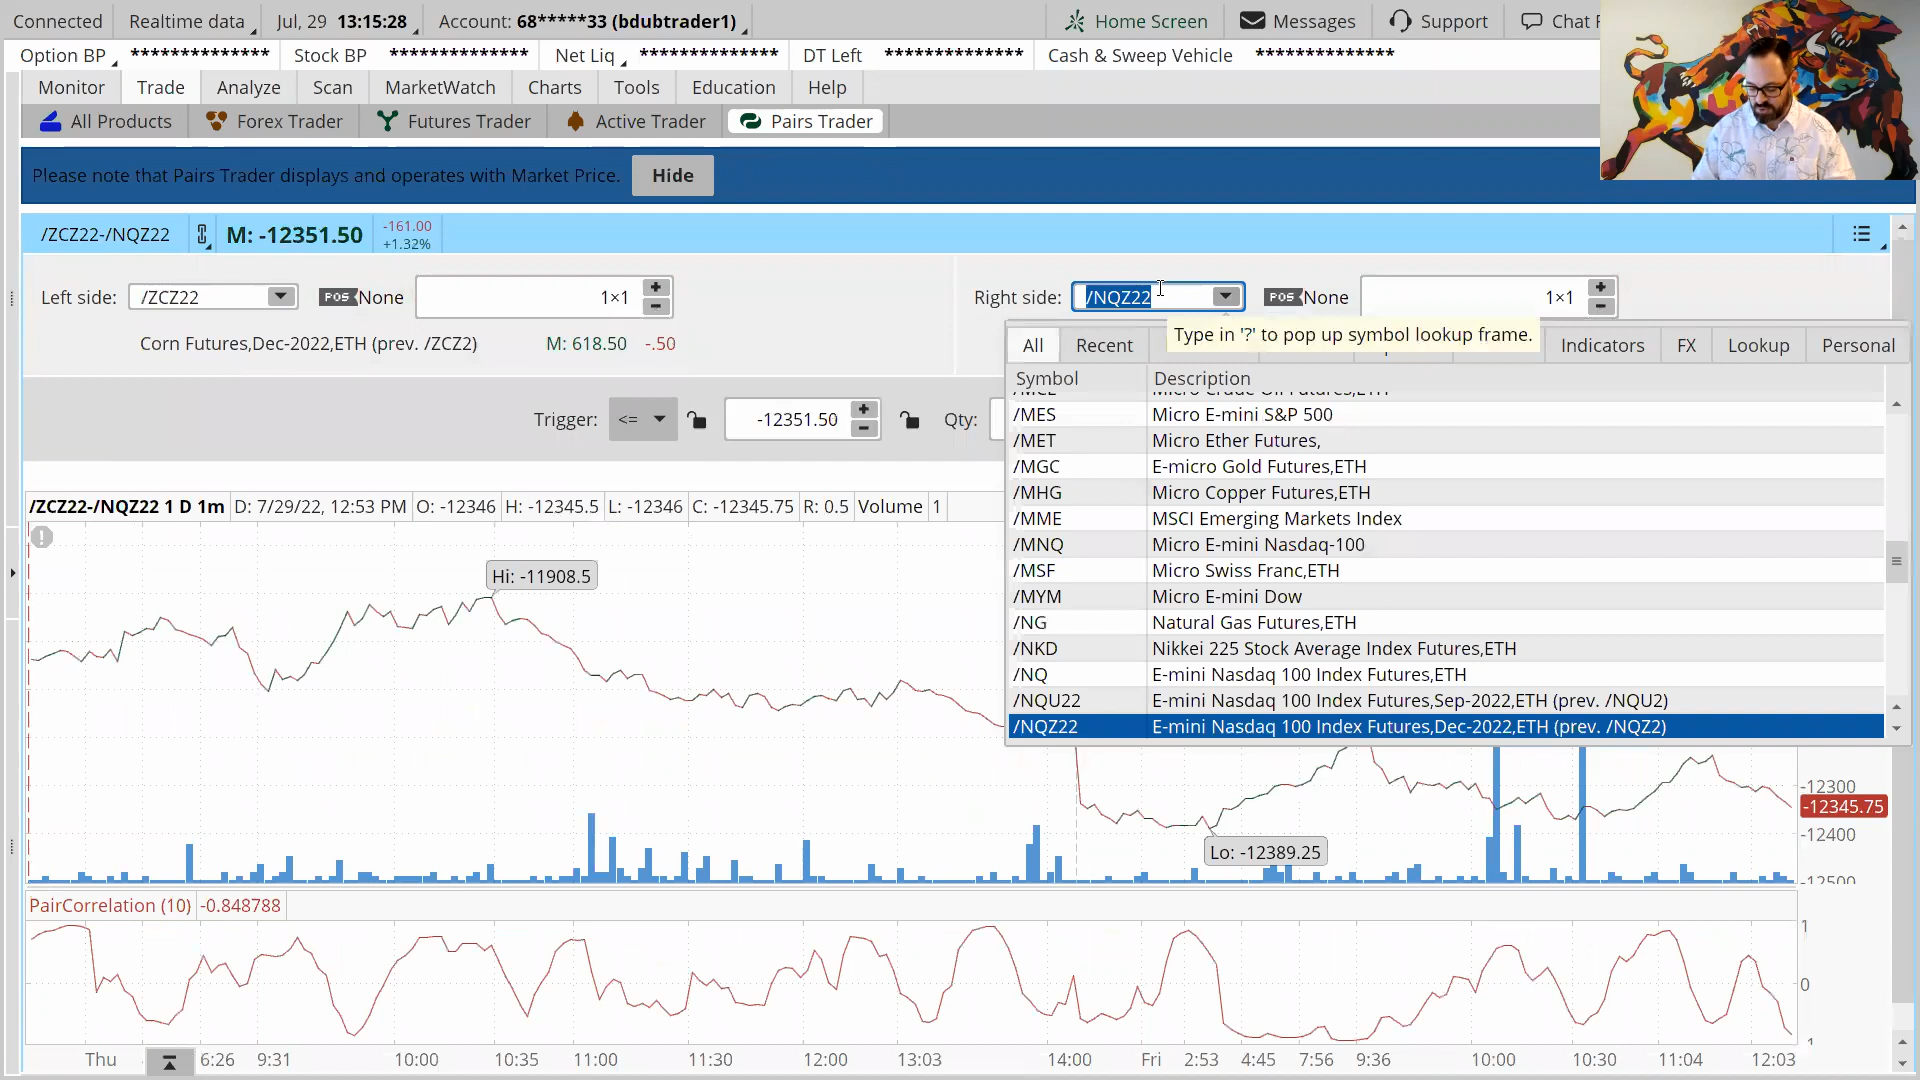 Connected Realtime data Jul, 29 13:15:28 Account: 68*****33 (bdubtrader1) Home Screen Messages Support Chat
Option BP ************** Stock BP ************** Net Liq ************** DT Left ************** Cash & Sweep Vehicle **************
Monitor Trade Analyze Scan MarketWatch Charts Tools Education Help
All Products Forex Trader Futures Trader Active Trader Pairs Trader
Please note that Pairs Trader displays and operates with Market Price. Hide
/ZCZ22-/NQZ22 M: -12351.50 -161.00
+1.32%
Left side: /ZCZ22 POS None 1×1 Right side: /NQZ22 POS None 1×1
Type in '?' to pop up symbol lookup frame.
Corn Futures,Dec-2022,ETH (prev. /ZCZ2) M: 618.50 -.50
All Recent Indicators FX Lookup Personal
Symbol Description
/MES Micro E-mini S&P 500
/MET Micro Ether Futures,
/MGC E-micro Gold Futures,ETH
/MHG Micro Copper Futures,ETH
/MME MSCI Emerging Markets Index
/MNQ Micro E-mini Nasdaq-100
/MSF Micro Swiss Franc,ETH
/MYM Micro E-mini Dow
/NG Natural Gas Futures,ETH
/NKD Nikkei 225 Stock Average Index Futures,ETH
/NQ E-mini Nasdaq 100 Index Futures,ETH
/NQU22 E-mini Nasdaq 100 Index Futures,Sep-2022,ETH (prev. /NQU2)
/NQZ22 E-mini Nasdaq 100 Index Futures,Dec-2022,ETH (prev. /NQZ2)
Trigger: <= -12351.50 Qty:
/ZCZ22-/NQZ22 1 D 1m D: 7/29/22, 12:53 PM O: -12346 H: -12345.5 L: -12346 C: -12345.75 R: 0.5 Volume 1
Hi: -11908.5
-12300
-12345.75
-12400
Lo: -12389.25
-12500
PairCorrelation (10) -0.848788
1
0
Thu 6:26 9:31 10:00 10:35 11:00 11:30 12:00 13:03 14:00 Fri 2:53 4:45 7:56 9:36 10:00 10:30 11:04 12:03